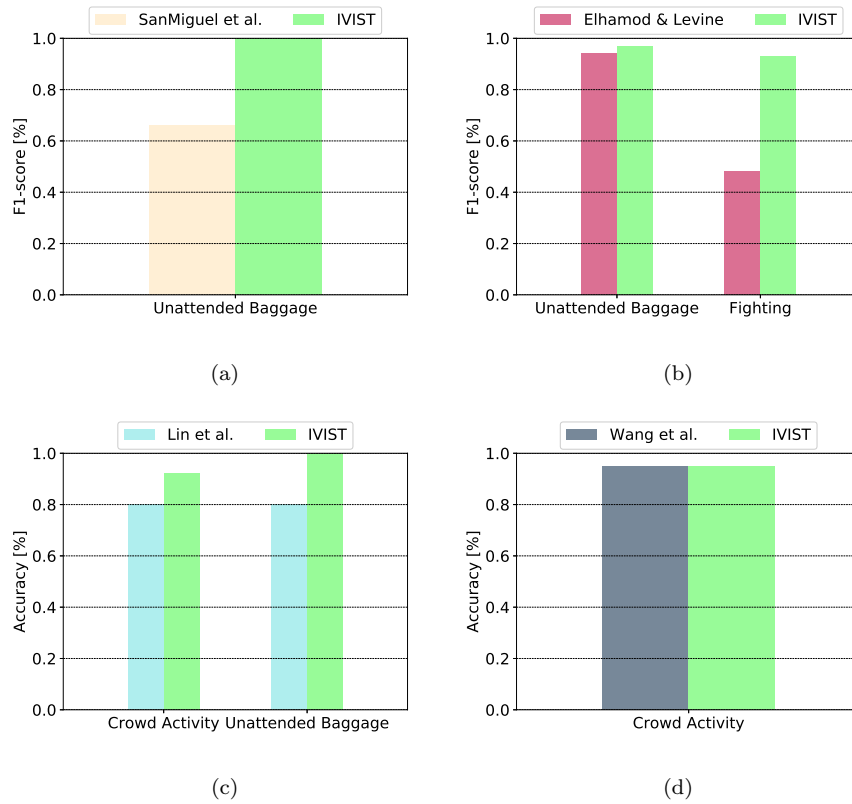 SanMiguel et al. IVIST
1.0
0.8
0.6
0.4
0.2
0.0
F1-score [%]
Unattended Baggage
(a)
Elhamod & Levine IVIST
1.0
0.8
0.6
0.4
0.2
0.0
F1-score [%]
Unattended Baggage Fighting
(b)
Lin et al. IVIST
1.0
0.8
0.6
0.4
0.2
0.0
Accuracy [%]
Crowd Activity Unattended Baggage
(c)
Wang et al. IVIST
1.0
0.8
0.6
0.4
0.2
0.0
Accuracy [%]
Crowd Activity
(d)